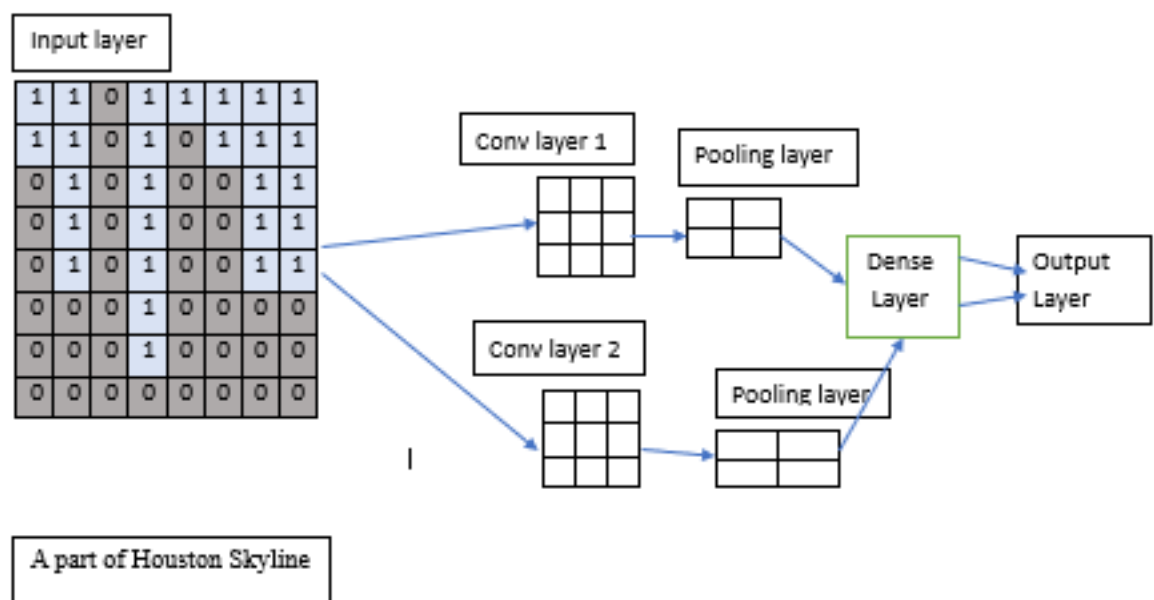 Input layer
1 1 0 1 1 1 1 1
1 1 0 1 0 1 1 1
0 1 0 1 0 0 1 1
0 1 0 1 0 0 1 1
0 1 0 1 0 0 1 1
0 0 0 1 0 0 0 0
0 0 0 1 0 0 0 0
0 0 0 0 0 0 0 0
Conv layer 1
Pooling layer
Dense
Layer
Output
Layer
Conv layer 2
Pooling layer
A part of Houston Skyline